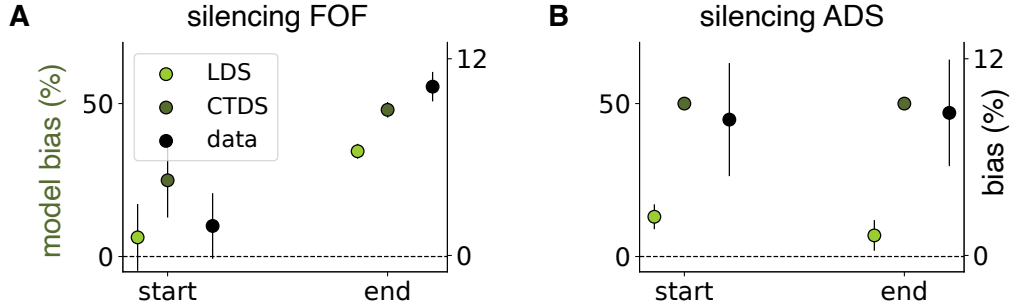 A
silencing FOF
model bias (%)
50
0
LDS
CTDS
data
12
0
start
end
B
silencing ADS
50
0
12
0
bias (%)
start
end